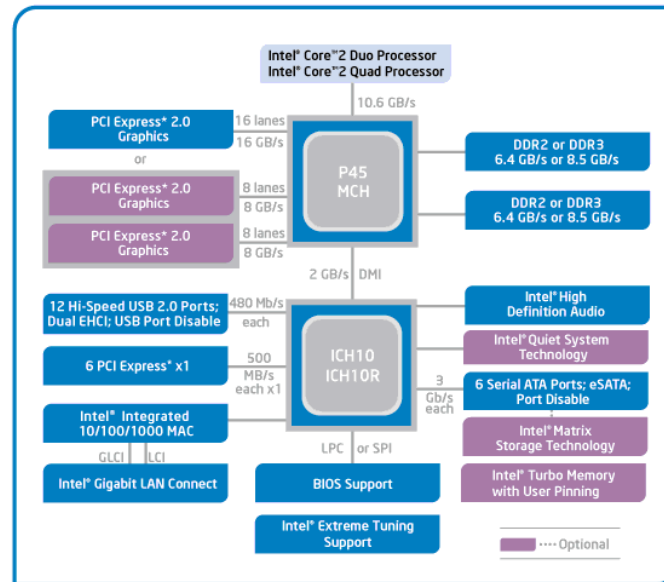 Intel® Core™2 Duo Processor
Intel® Core™2 Quad Processor
10.6 GB/s
PCI Express* 2.0
Graphics
16 lanes
16 GB/s
or
PCI Express* 2.0
Graphics
8 lanes
8 GB/s
PCI Express* 2.0
Graphics
8 lanes
8 GB/s
P45
MCH
DDR2 or DDR3
6.4 GB/s or 8.5 GB/s
DDR2 or DDR3
6.4 GB/s or 8.5 GB/s
2 GB/s DMI
12 Hi-Speed USB 2.0 Ports;
Dual EHCI; USB Port Disable
480 Mb/s
each
6 PCI Express* x1
500
MB/s
each x1
Intel® Integrated
10/100/1000 MAC
GLCI LCI
Intel® Gigabit LAN Connect
ICH10
ICH10R
Intel® High
Definition Audio
Intel® Quiet System
Technology
3
Gb/s
each
6 Serial ATA Ports; eSATA;
Port Disable
Intel® Matrix
Storage Technology
Intel® Turbo Memory
with User Pinning
LPC or SPI
BIOS Support
Intel® Extreme Tuning
Support
Optional